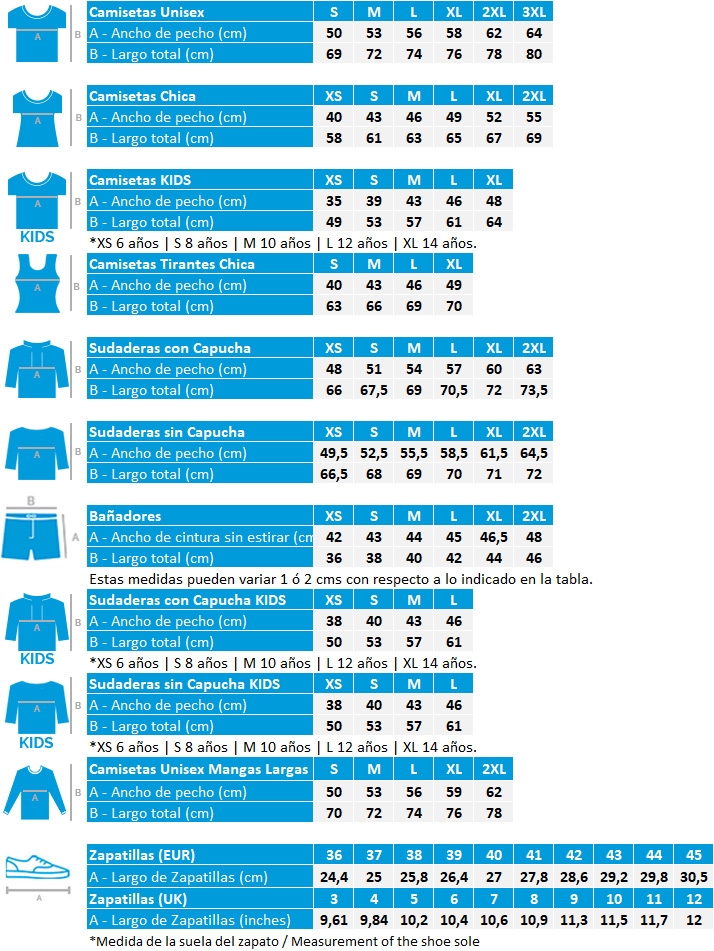 Camisetas Unisex S M L XL 2XL 3XL
A A - Ancho de pecho (cm) 50 53 56 58 62 64
B B - Largo total (cm) 69 72 74 76 78 80
Camisetas Chica XS S M L XL 2XL
A B A - Ancho de pecho (cm) 40 43 46 49 52 55
B - Largo total (cm) 58 61 63 65 67 69
Camisetas KIDS XS S M L XL
A B A - Ancho de pecho (cm) 35 39 43 46 48
B - Largo total (cm) 49 53 57 61 64
KIDS *XS 6 años | S 8 años | M 10 años | L 12 años | XL 14 años.
Camisetas Tirantes Chica S M L XL
A B A - Ancho de pecho (cm) 40 43 46 49
B - Largo total (cm) 63 66 69 70
Sudaderas con Capucha XS S M L XL 2XL
A B A - Ancho de pecho (cm) 48 51 54 57 60 63
B - Largo total (cm) 66 67,5 69 70,5 72 73,5
Sudaderas sin Capucha XS S M L XL 2XL
A B A - Ancho de pecho (cm) 49,5 52,5 55,5 58,5 61,5 64,5
B - Largo total (cm) 66,5 68 69 70 71 72
B
Bañadores XS S M L XL 2XL
A A - Ancho de cintura sin estirar (cm 42 43 44 45 46,5 48
B - Largo total (cm) 36 38 40 42 44 46
Estas medidas pueden variar 1 ó 2 cms con respecto a lo indicado en la tabla.
Sudaderas con Capucha KIDS XS S M L
A B A - Ancho de pecho (cm) 38 40 43 46
B - Largo total (cm) 50 53 57 61
KIDS *XS 6 años | S 8 años | M 10 años | L 12 años | XL 14 años.
Sudaderas sin Capucha KIDS XS S M L
A B A - Ancho de pecho (cm) 38 40 43 46
B - Largo total (cm) 50 53 57 61
KIDS *XS 6 años | S 8 años | M 10 años | L 12 años | XL 14 años.
Camisetas Unisex Mangas Largas S M L XL 2XL
A B A - Ancho de pecho (cm) 50 53 56 59 62
B - Largo total (cm) 70 72 74 76 78
Zapatillas (EUR) 36 37 38 39 40 41 42 43 44 45
A - Largo de Zapatillas (cm) 24,4 25 25,8 26,4 27 27,8 28,6 29,2 29,8 30,5
A Zapatillas (UK) 3 4 5 6 7 8 9 10 11 12
A - Largo de Zapatillas (inches) 9,61 9,84 10,2 10,4 10,6 10,9 11,3 11,5 11,7 12
*Medida de la suela del zapato / Measurement of the shoe sole